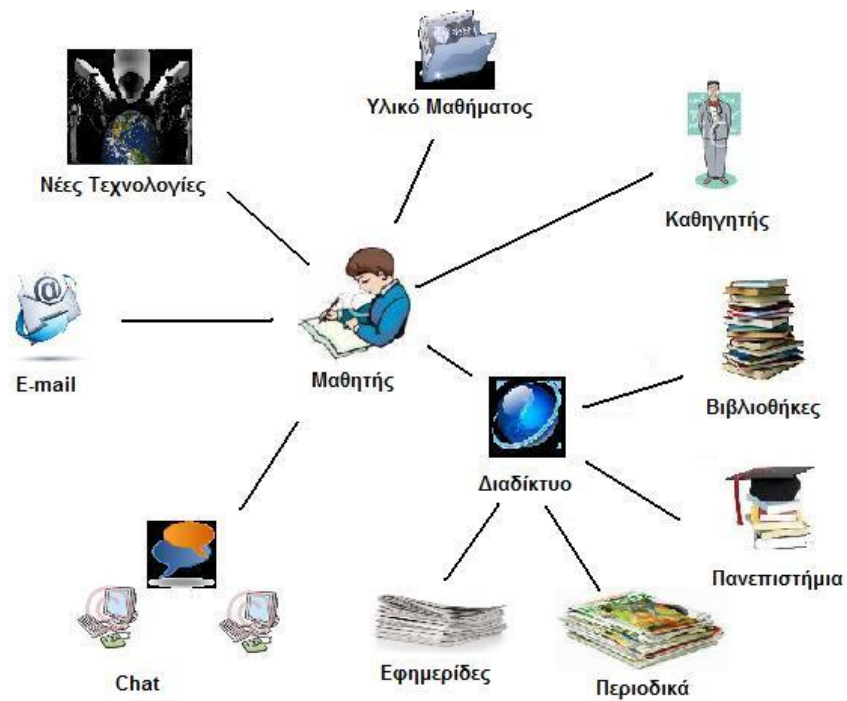 Υλικό Μαθήματος
Νέες Τεχνολογίες
Καθηγητής
E-mail
Μαθητής
Βιβλιοθήκες
Διαδίκτυο
Πανεπιστήμια
Chat
Εφημερίδες
Περιοδικά